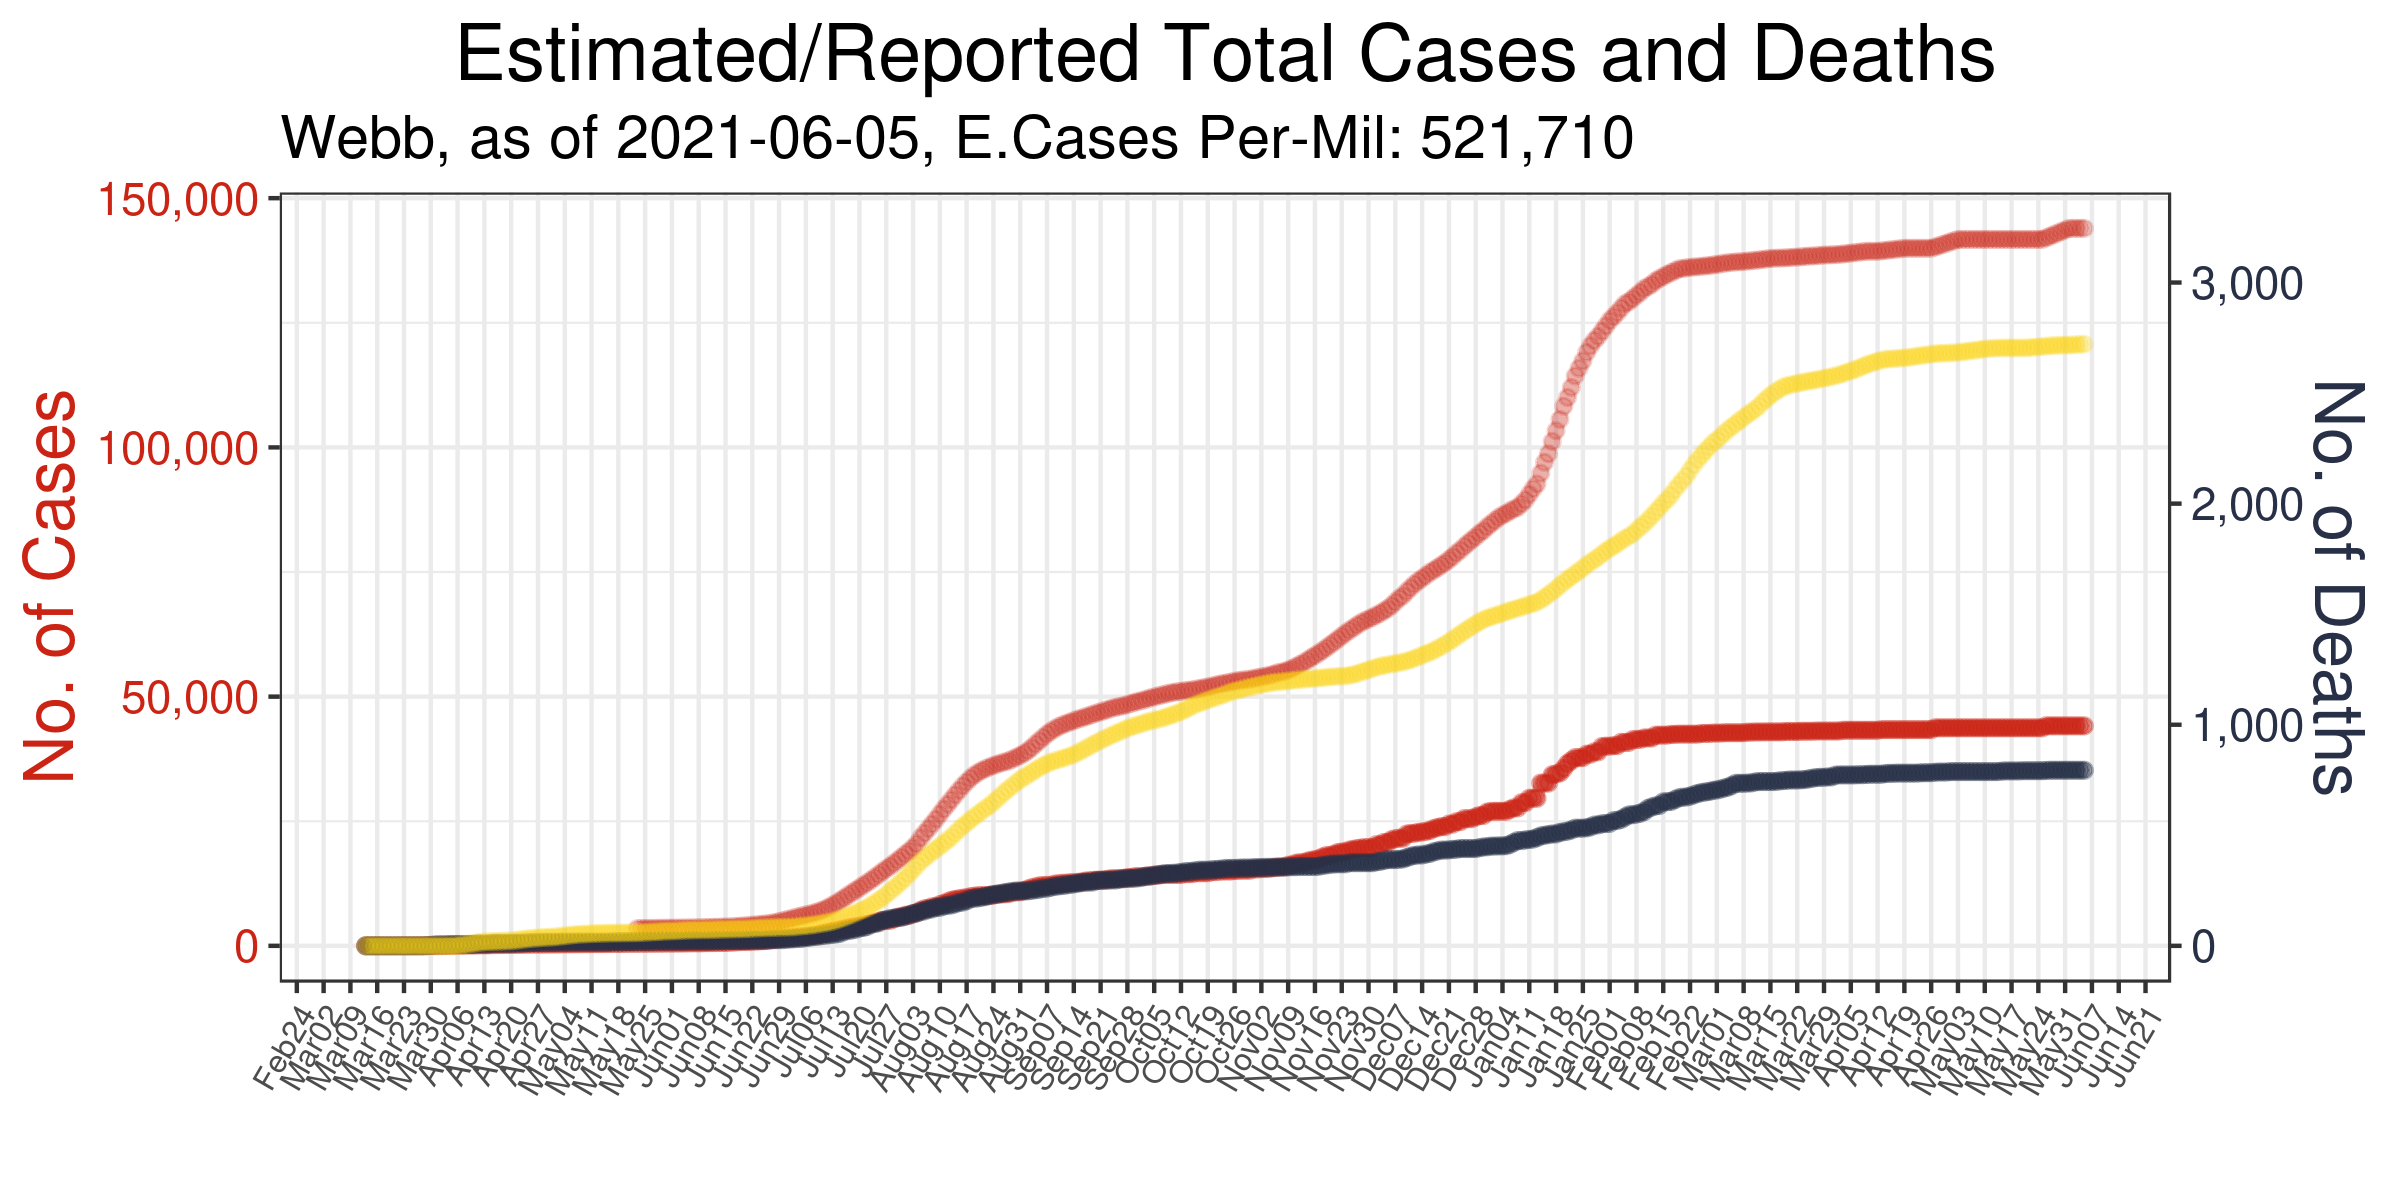 Estimated/Reported Total Cases and Deaths
Webb, as of 2021-06-05, E.Cases Per-Mil: 521,710
No. of Cases
150,000
100,000
50,000
0
3,000
2,000
1,000
0
No. of Deaths
Feb24
Mar02
Mar09
Mar16
Mar23
Mar30
Apr06
Apr13
Apr20
Apr27
May04
May11
May18
May25
Jun01
Jun08
Jun15
Jun22
Jun29
Jul06
Jul13
Jul20
Jul27
Aug03
Aug10
Aug17
Aug24
Aug31
Sep07
Sep14
Sep21
Sep28
Oct05
Oct12
Oct19
Oct26
Nov02
Nov09
Nov16
Nov23
Nov30
Dec07
Dec14
Dec21
Dec28
Jan04
Jan11
Jan18
Jan25
Feb01
Feb08
Feb15
Feb22
Mar01
Mar08
Mar15
Mar22
Mar29
Apr05
Apr12
Apr19
Apr26
May03
May10
May17
May24
May31
Jun07
Jun14
Jun21